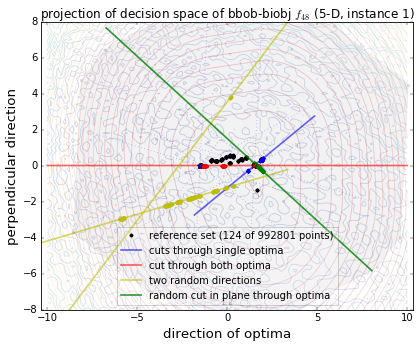 projection of decision space of bbob-biobj f₄₈ (5-D, instance 1)
8
6
4
2
0
−2
−4
−6
−8
perpendicular direction
reference set (124 of 992801 points)
cuts through single optima
cut through both optima
two random directions
random cut in plane through optima
−10 −5 0 5 10
direction of optima